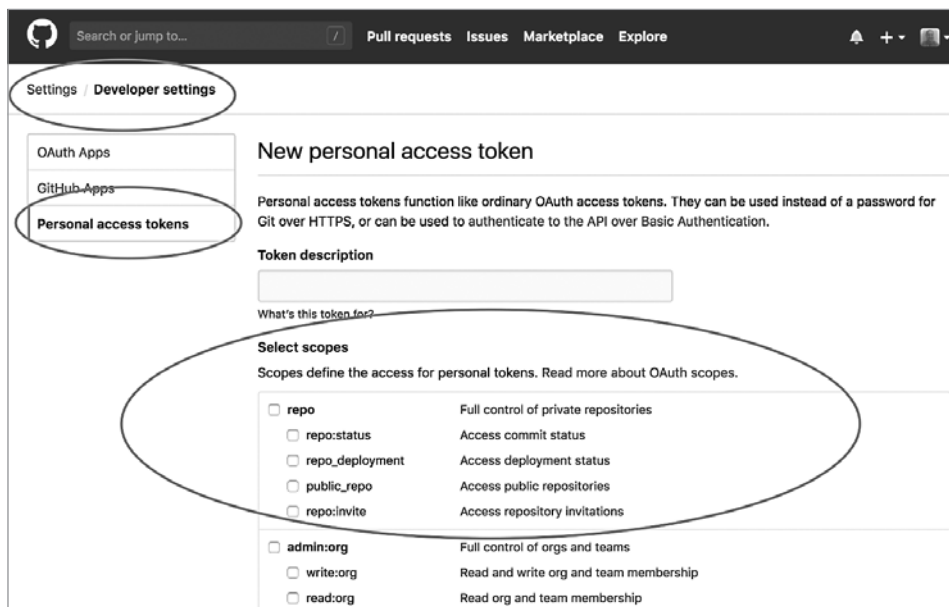 Search or jump to... / Pull requests Issues Marketplace Explore
Settings / Developer settings
OAuth Apps
GitHub Apps
Personal access tokens
New personal access token
Personal access tokens function like ordinary OAuth access tokens. They can be used instead of a password for
Git over HTTPS, or can be used to authenticate to the API over Basic Authentication.
Token description
What's this token for?
Select scopes
Scopes define the access for personal tokens. Read more about OAuth scopes.
repo Full control of private repositories
repo:status Access commit status
repo_deployment Access deployment status
public_repo Access public repositories
repo:invite Access repository invitations
admin:org Full control of orgs and teams
write:org Read and write org and team membership
read:org Read org and team membership